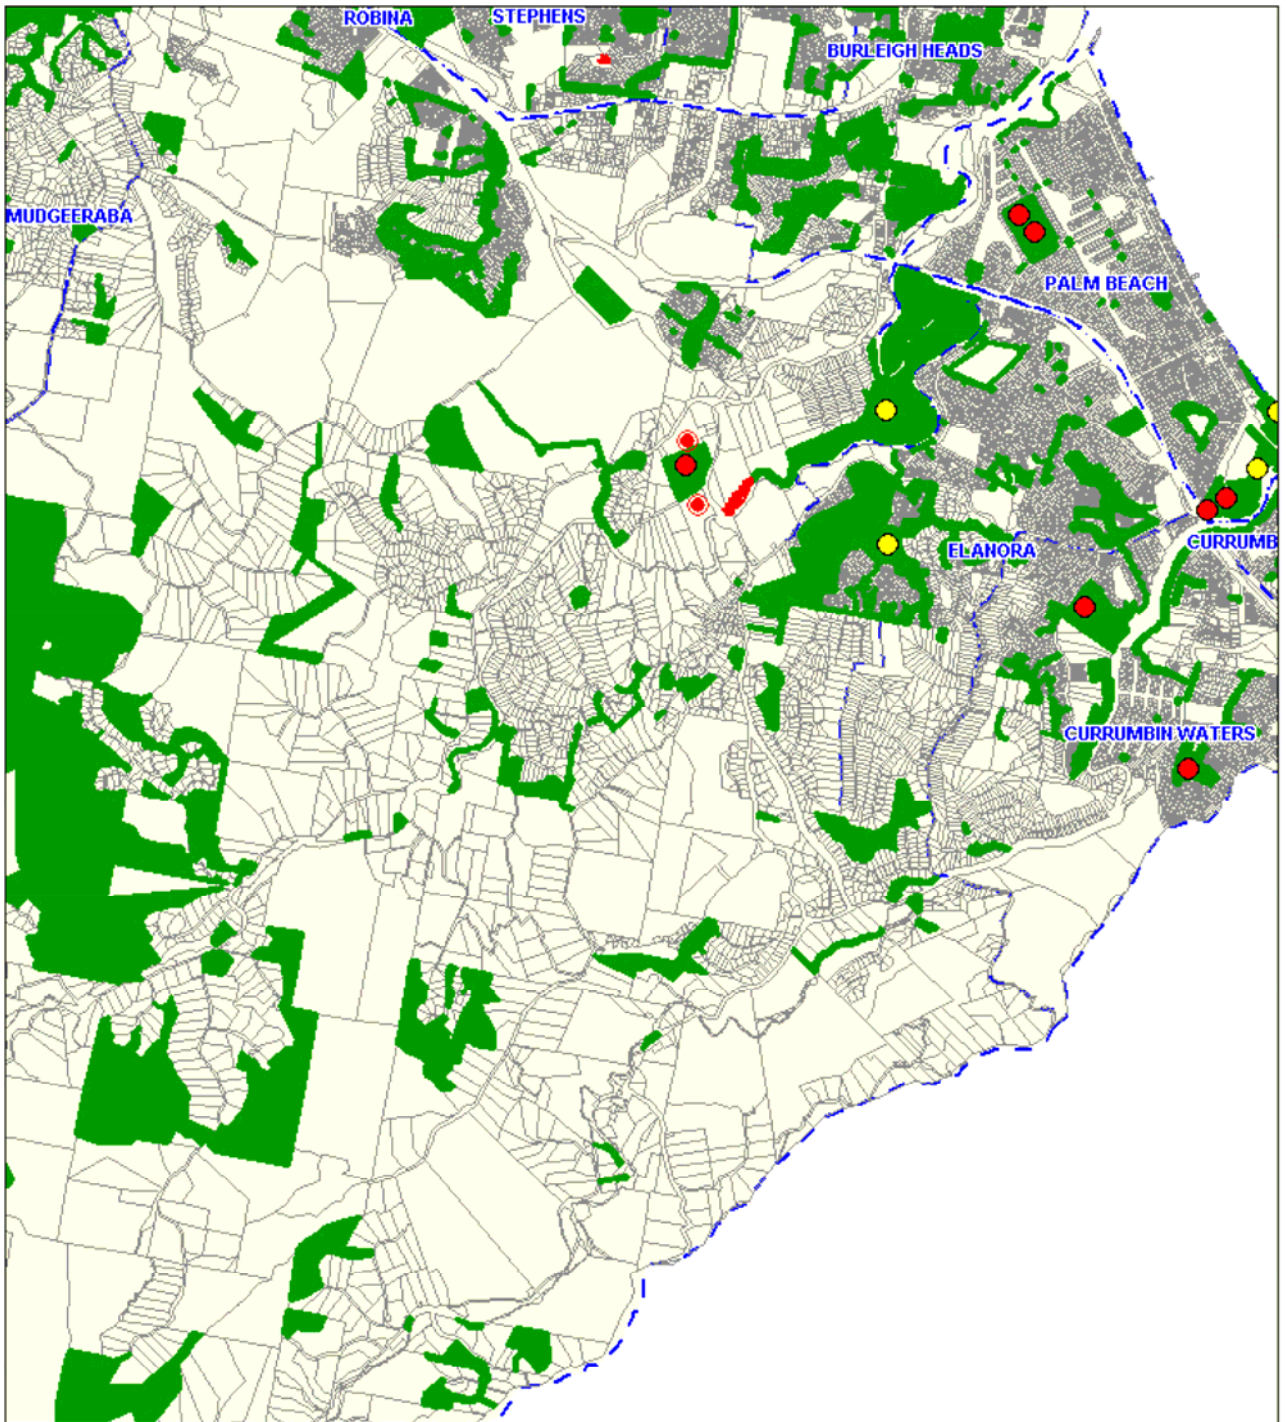 ROBINA
STEPHENS
BURLEIGH HEADS
MUDGEERABA
PALM BEACH
CURRUMB
ELANORA
CURRUMBIN WATERS